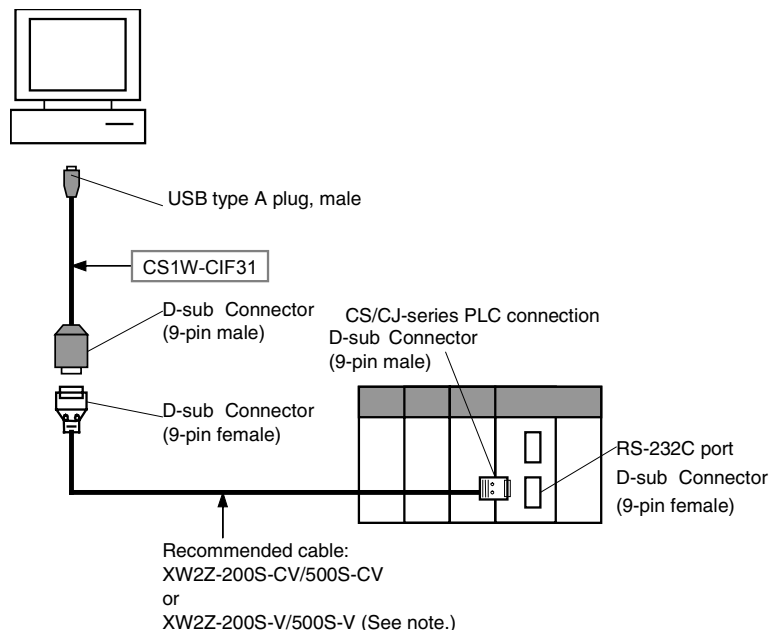 USB type A plug, male
CS1W-CIF31
D-sub Connector
(9-pin male)
CS/CJ-series PLC connection
D-sub Connector
(9-pin male)
D-sub Connector
(9-pin female)
RS-232C port
D-sub Connector
(9-pin female)
Recommended cable:
XW2Z-200S-CV/500S-CV
or
XW2Z-200S-V/500S-V (See note.)